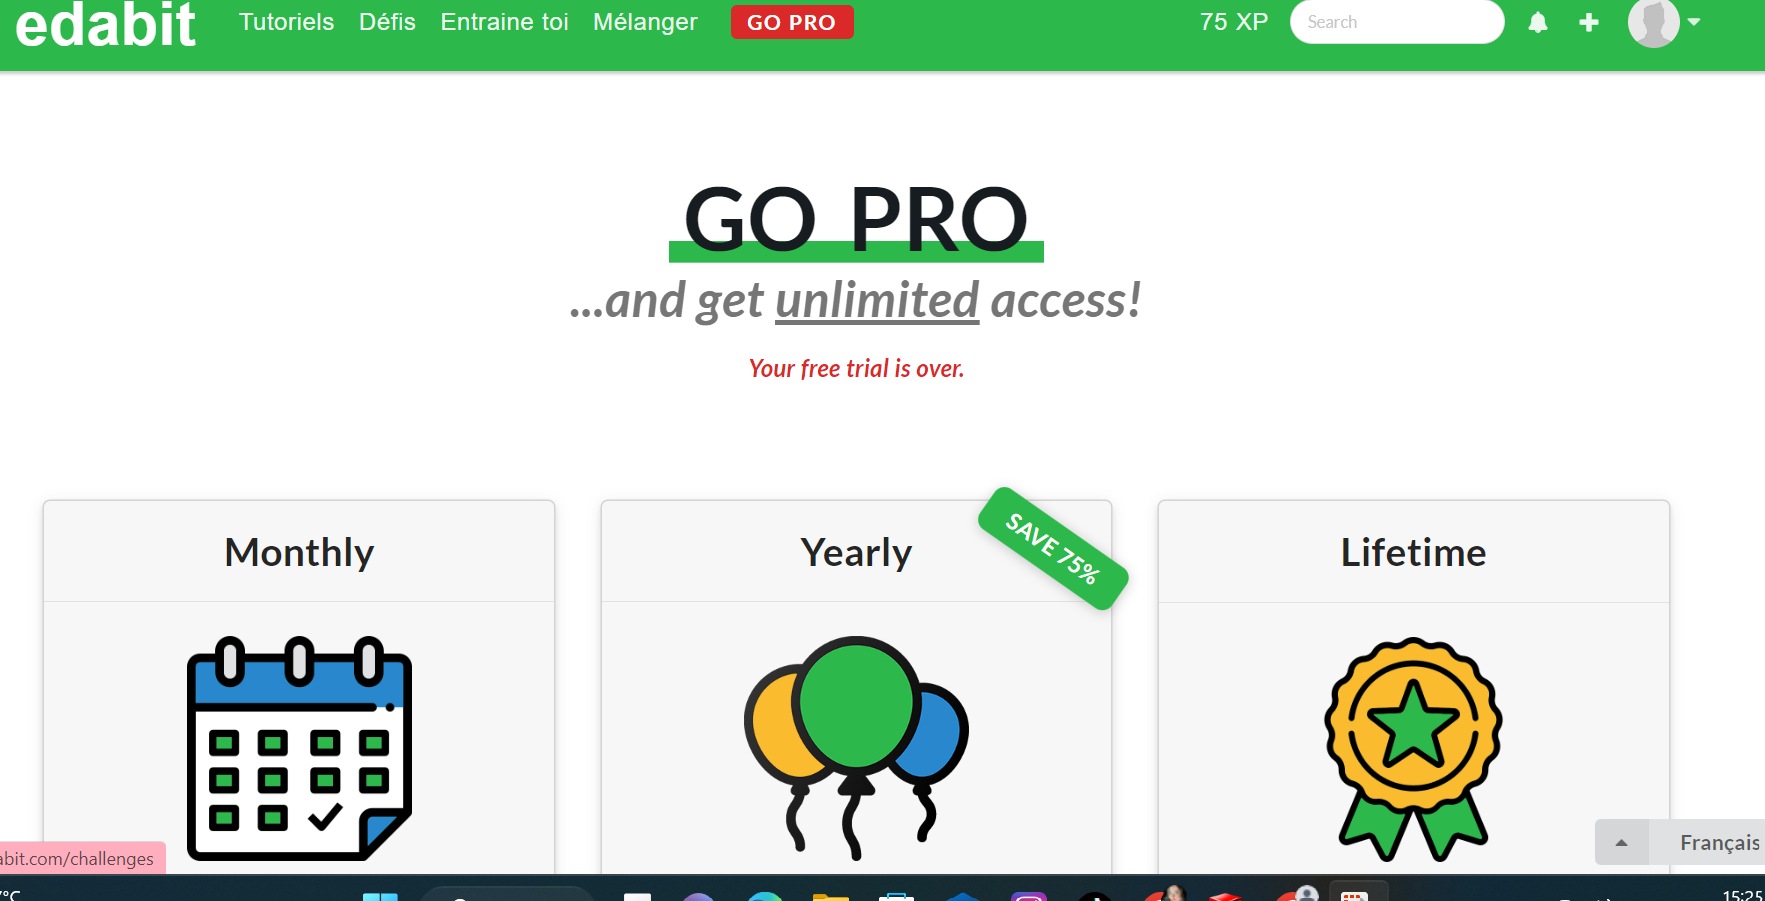 edabit Tutoriels Défis Entraine toi Mélanger GO PRO 75 XP Search
GO PRO
...and get unlimited access!
Your free trial is over.
Monthly
Yearly
SAVE 75%
Lifetime
Français
abit.com/challenges
°C
15:25